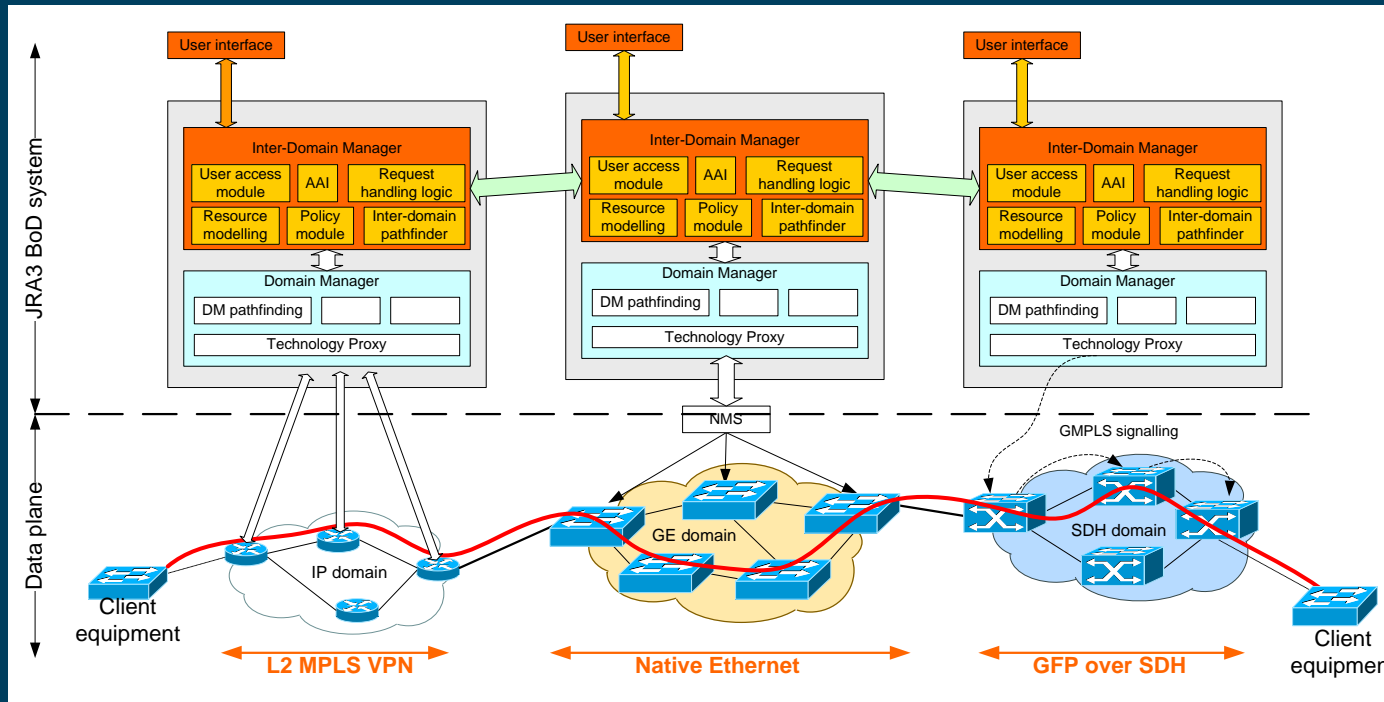 JRA3 BoD system
User interface
Inter-Domain Manager
User access
module
AAI
Request
handling logic
Resource
modelling
Policy
module
Inter-domain
pathfinder
Domain Manager
DM pathfinding
Technology Proxy
User interface
Inter-Domain Manager
User access
module
AAI
Request
handling logic
Resource
modelling
Policy
module
Inter-domain
pathfinder
Domain Manager
DM pathfinding
Technology Proxy
User interface
Inter-Domain Manager
User access
module
AAI
Request
handling logic
Resource
modelling
Policy
module
Inter-domain
pathfinder
Domain Manager
DM pathfinding
Technology Proxy
Data plane
NMS
GMPLS signalling
IP domain
GE domain
SDH domain
Client
equipment
Client
equipment
L2 MPLS VPN
Native Ethernet
GFP over SDH